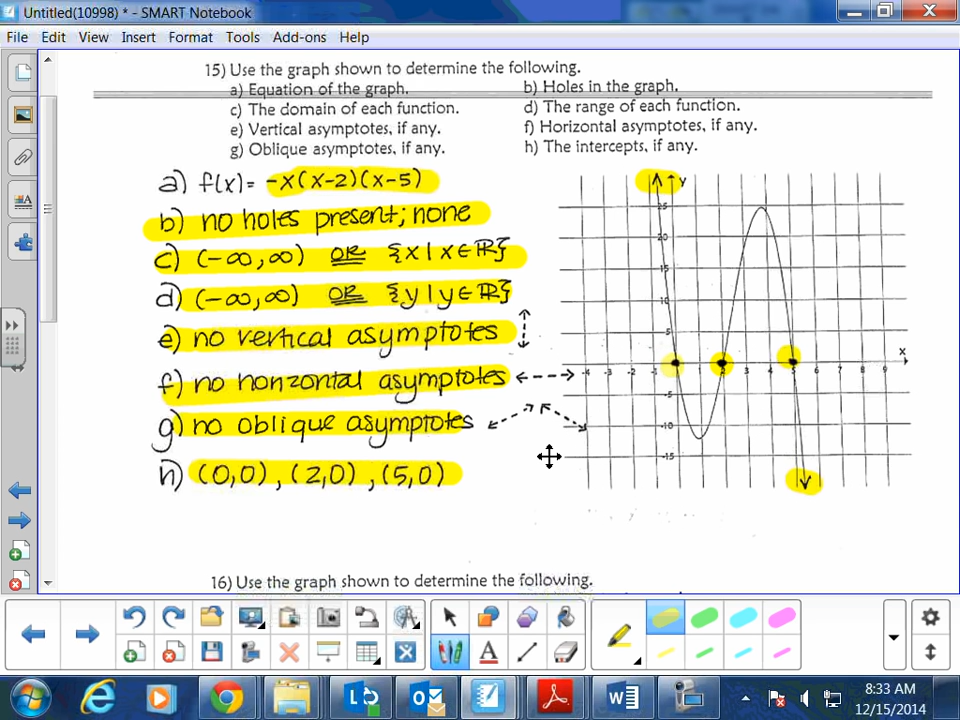 Untitled(10998) * - SMART Notebook
File Edit View Insert Format Tools Add-ons Help
15) Use the graph shown to determine the following.
a) Equation of the graph. b) Holes in the graph.
c) The domain of each function. d) The range of each function.
e) Vertical asymptotes, if any. f) Horizontal asymptotes, if any.
g) Oblique asymptotes, if any. h) The intercepts, if any.
a) f(x) = -x(x-2)(x-5)
b) no holes present; none
c) (-∞,∞) OR {x|x∈ℝ}
d) (-∞,∞) OR {y|y∈ℝ}
e) no vertical asymptotes
f) no horizontal asymptotes
g) no oblique asymptotes
h) (0,0), (2,0), (5,0)
y
25
20
15
10
5
x
-4 -3 -2 -1 1 2 3 4 5 6 7 8 9
-5
-10
-15
16) Use the graph shown to determine the following.
A
8:33 AM
12/15/2014